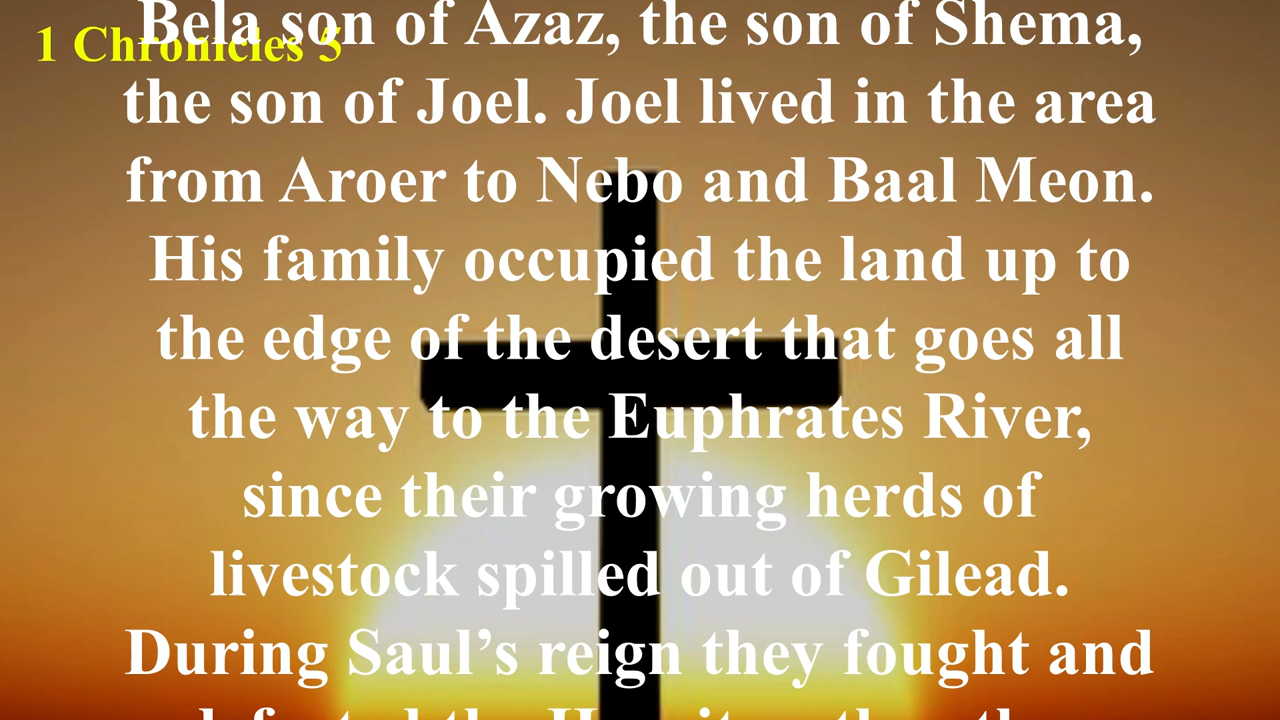 1 Chronicles 5
Bela son of Azaz, the son of Shema,
the son of Joel. Joel lived in the area
from Aroer to Nebo and Baal Meon.
His family occupied the land up to
the edge of the desert that goes all
the way to the Euphrates River,
since their growing herds of
livestock spilled out of Gilead.
During Saul’s reign they fought and